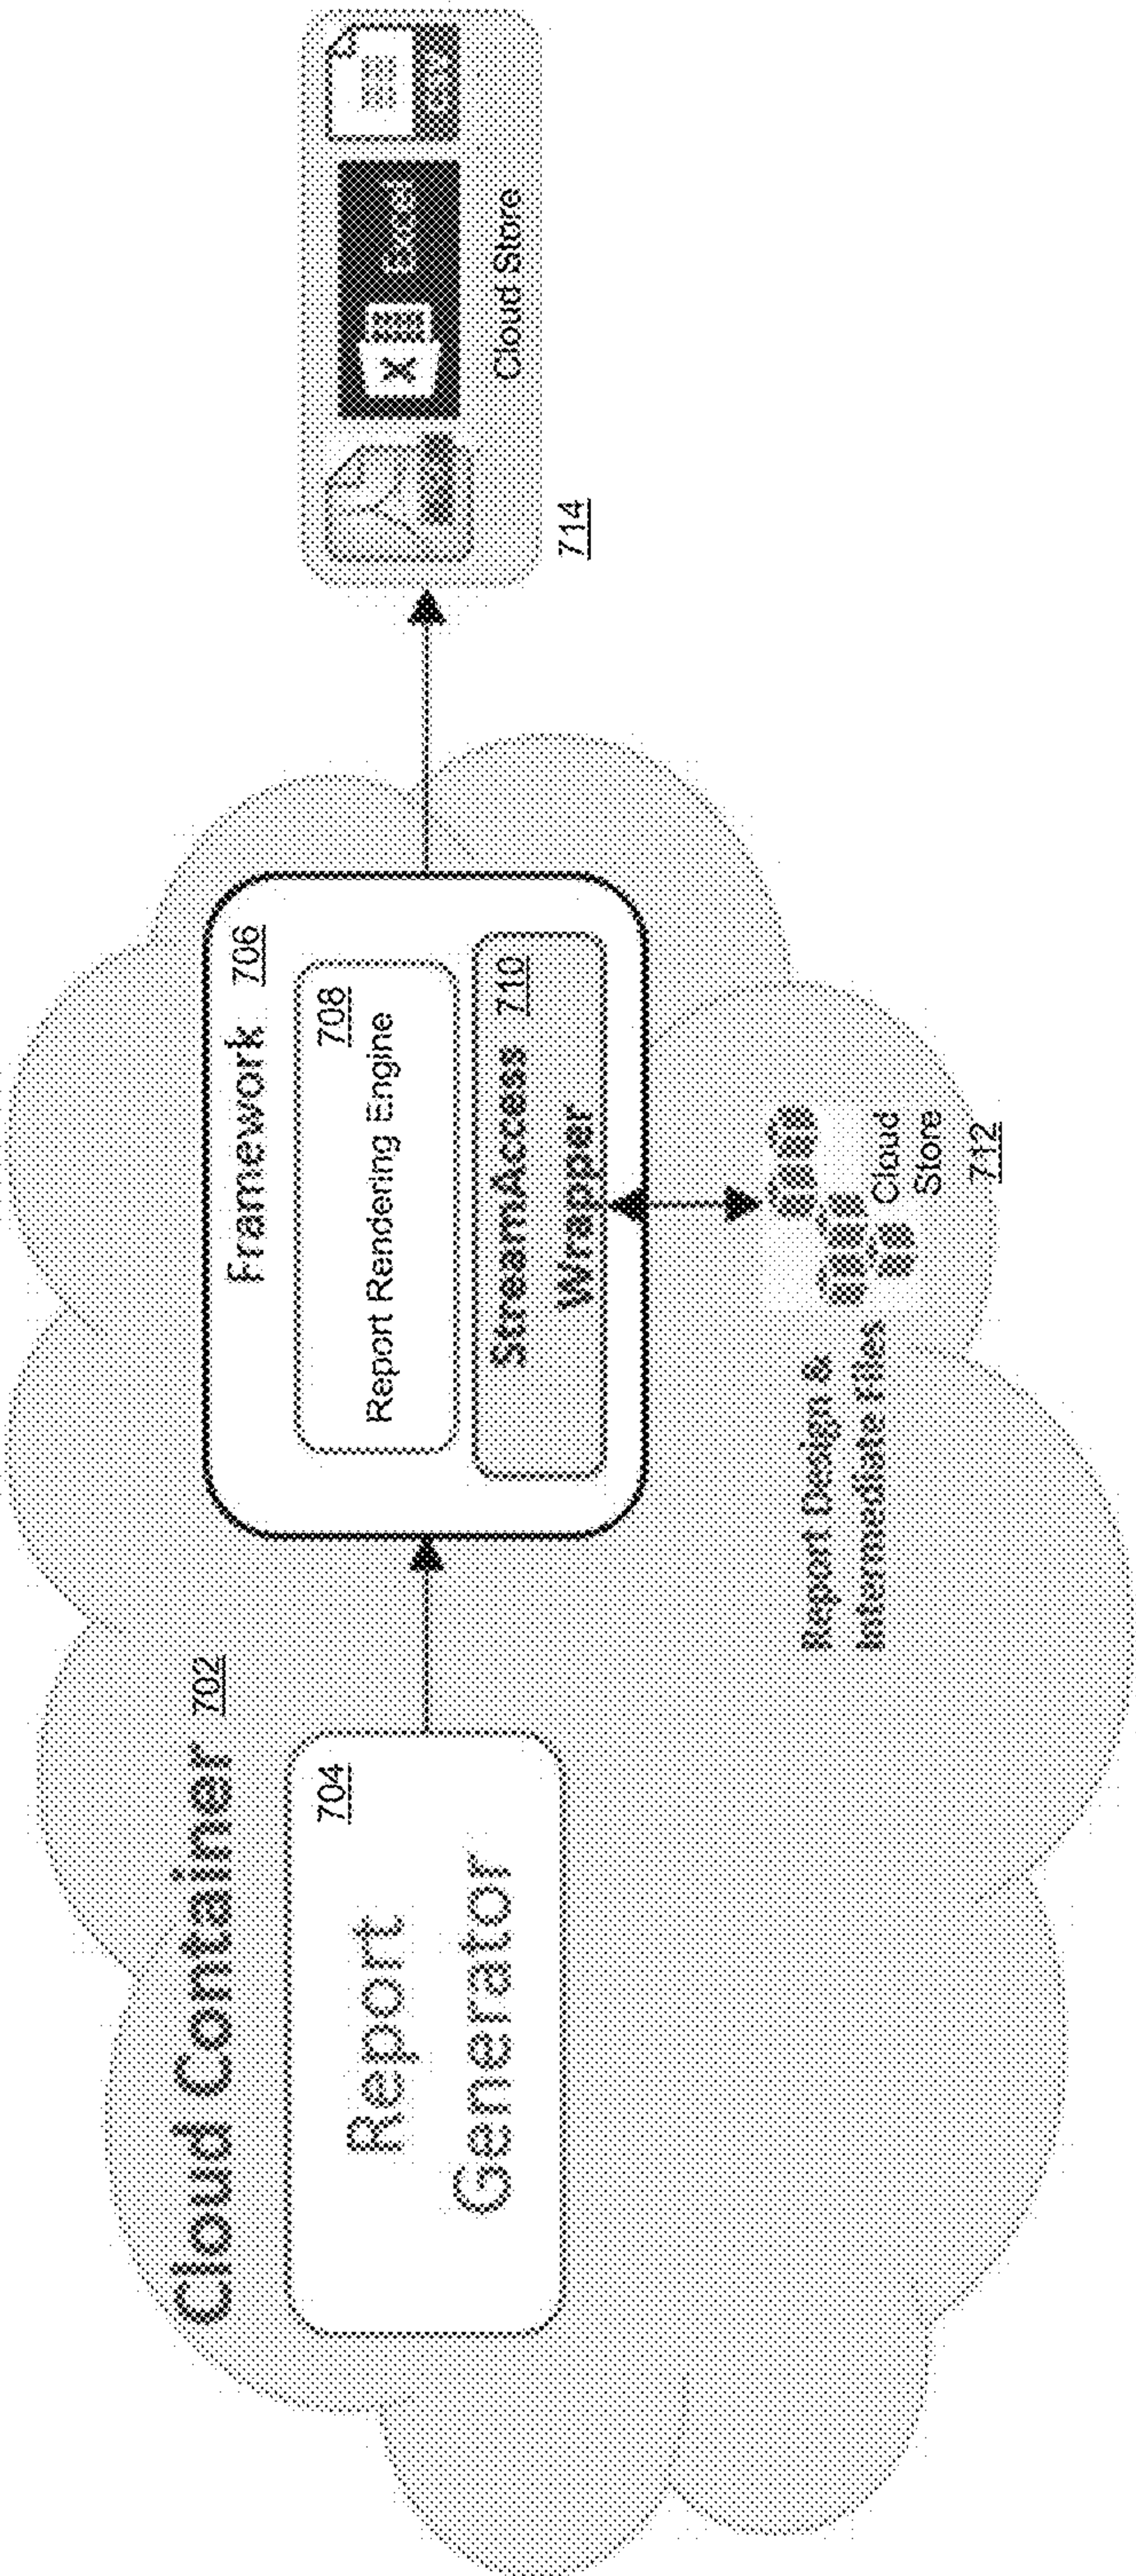 Cloud Container 702
Report
Generator
704
Framework 706
708
Report Rendering Engine
StreamAccess 710
Wrapper
Report Design &
Intermediate Files
Cloud
Store
712
X Excel
Cloud Store
714